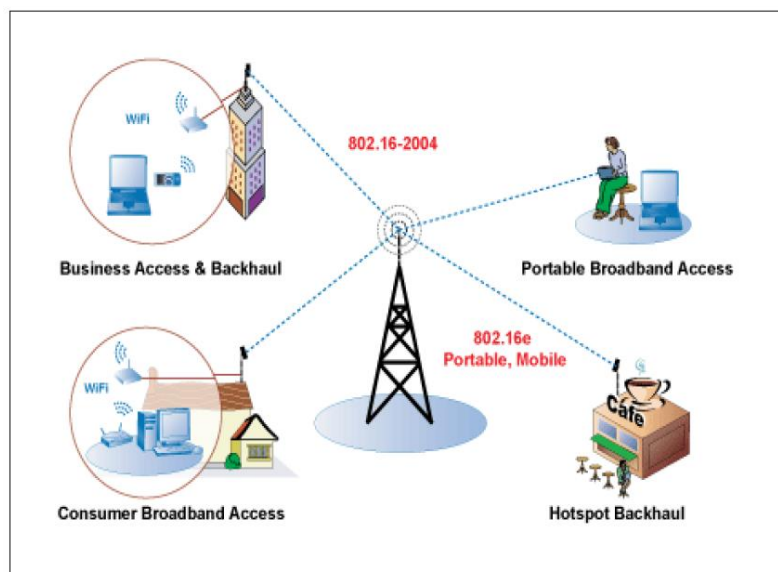 WiFi
802.16-2004
Business Access & Backhaul
Portable Broadband Access
802.16e
Portable, Mobile
WiFi
Cafe
Consumer Broadband Access
Hotspot Backhaul